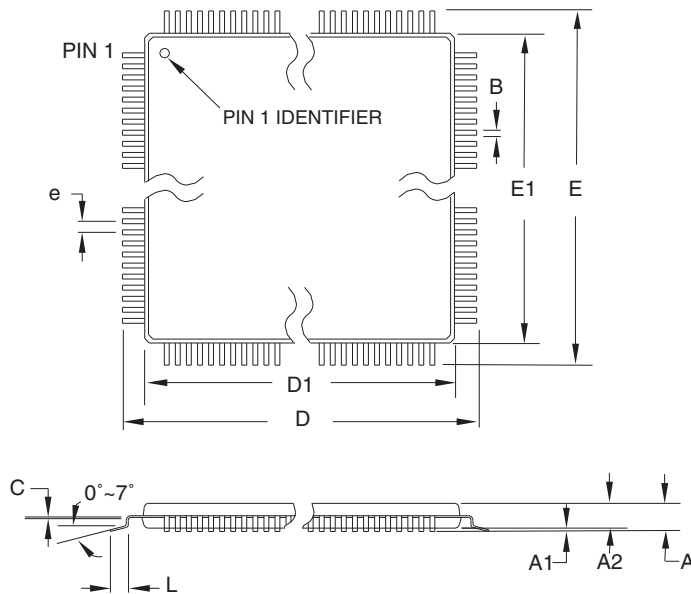 PIN 1
PIN 1 IDENTIFIER
B
e
E1
E
D1
D
C
0°~7°
L
A1
A2
A